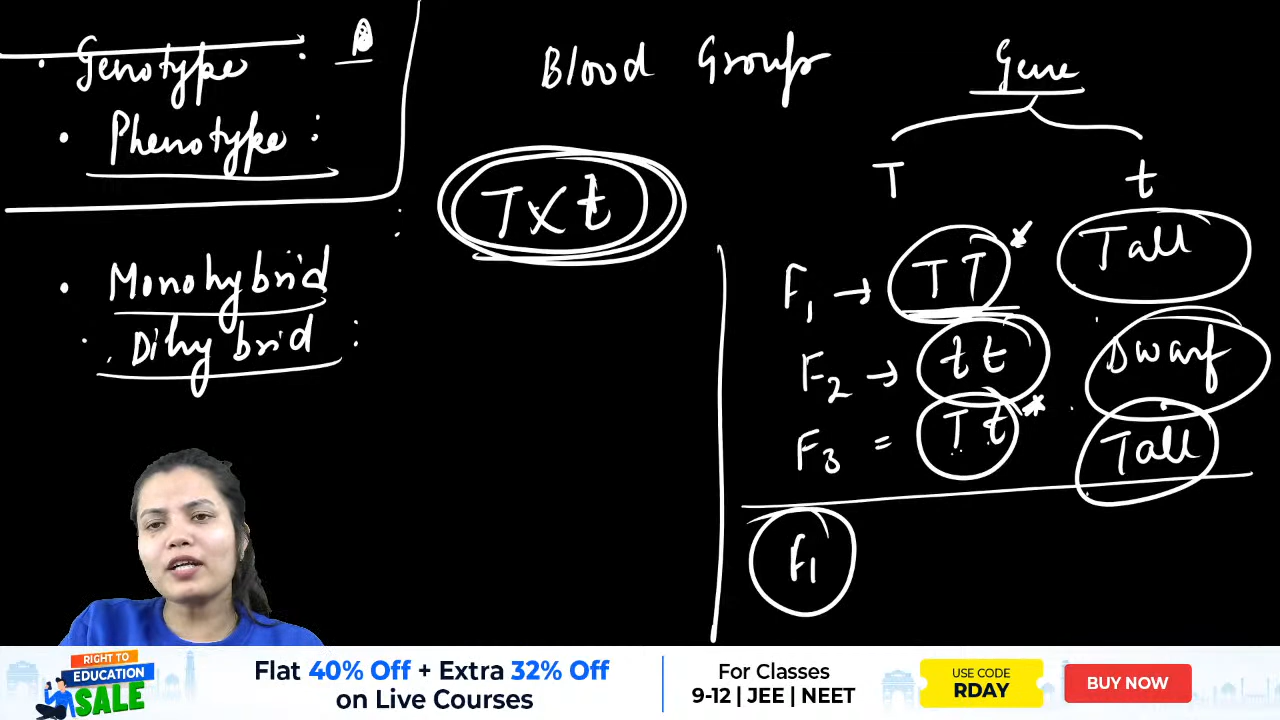 • Genotype :
• Phenotype :
• Monohybrid
• Dihybrid :
Blood Groups
T x t
Gene
T t
F1 → TT* Tall
F2 → tt Dwarf
F3 = Tt* Tall
F1
RIGHT TO
EDUCATION
SALE
Flat 40% Off + Extra 32% Off
on Live Courses
For Classes
9-12 | JEE | NEET
USE CODE
RDAY
BUY NOW